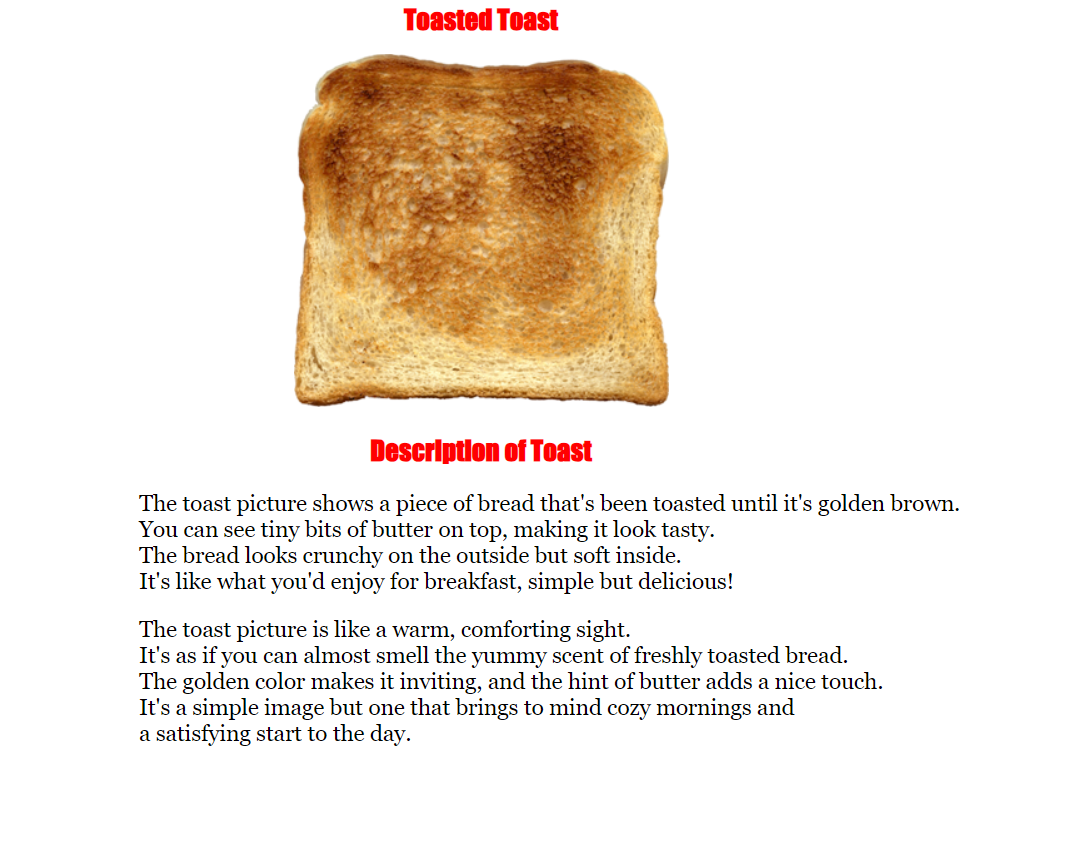 Toasted Toast
Description of Toast
The toast picture shows a piece of bread that's been toasted until it's golden brown.
You can see tiny bits of butter on top, making it look tasty.
The bread looks crunchy on the outside but soft inside.
It's like what you'd enjoy for breakfast, simple but delicious!
The toast picture is like a warm, comforting sight.
It's as if you can almost smell the yummy scent of freshly toasted bread.
The golden color makes it inviting, and the hint of butter adds a nice touch.
It's a simple image but one that brings to mind cozy mornings and
a satisfying start to the day.